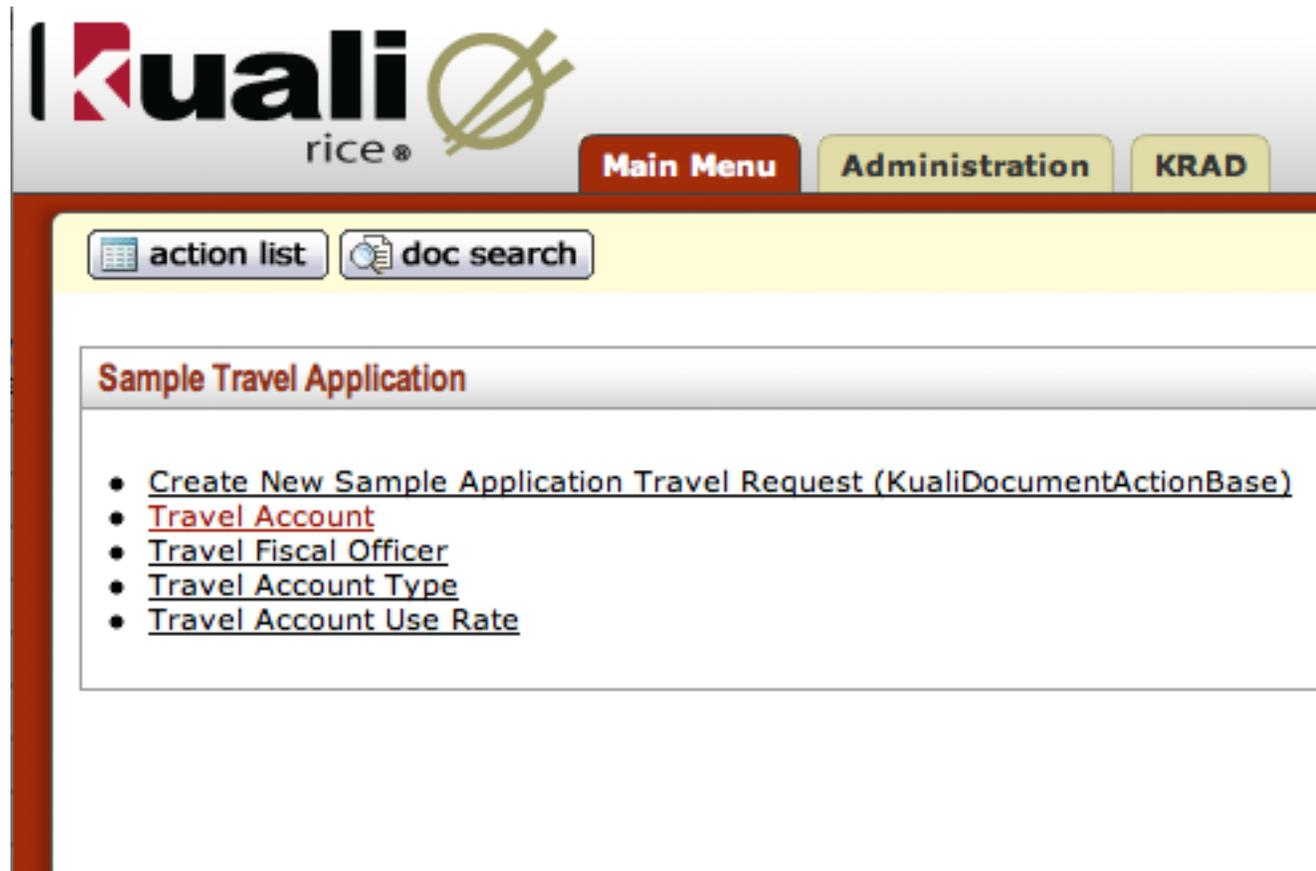 kuali
rice®
Main Menu
Administration
KRAD
action list
doc search
Sample Travel Application
Create New Sample Application Travel Request (KualiDocumentActionBase)
Travel Account
Travel Fiscal Officer
Travel Account Type
Travel Account Use Rate